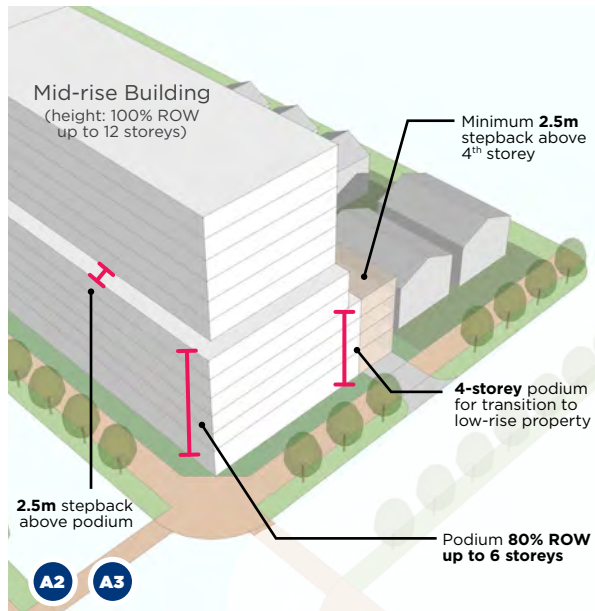 Mid-rise Building
(height: 100% ROW
up to 12 storeys)
Minimum 2.5m
stepback above
4th storey
4-storey podium
for transition to
low-rise property
2.5m stepback
above podium
Podium 80% ROW
up to 6 storeys
A2 A3